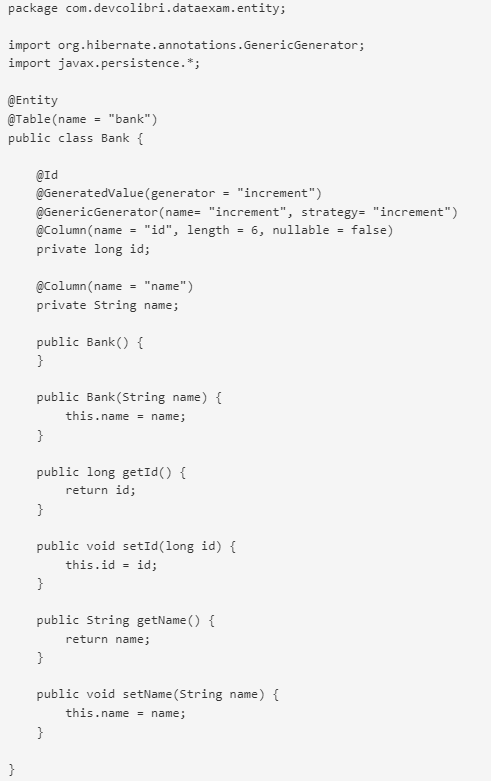 package com.devcolibri.dataexam.entity;
import org.hibernate.annotations.GenericGenerator;
import javax.persistence.*;
@Entity
@Table(name = "bank")
public class Bank {
@Id
@GeneratedValue(generator = "increment")
@GenericGenerator(name= "increment", strategy= "increment")
@Column(name = "id", length = 6, nullable = false)
private long id;
@Column(name = "name")
private String name;
public Bank() {
}
public Bank(String name) {
this.name = name;
}
public long getId() {
return id;
}
public void setId(long id) {
this.id = id;
}
public String getName() {
return name;
}
public void setName(String name) {
this.name = name;
}
}